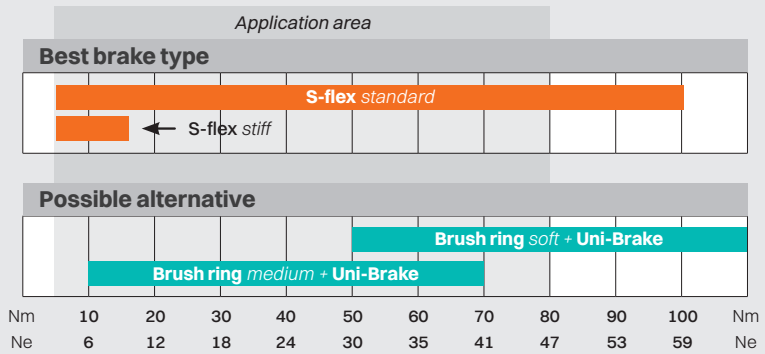 Application area
Best brake type
S-flex standard
S-flex stiff
Possible alternative
Brush ring soft + Uni-Brake
Brush ring medium + Uni-Brake
Nm 10 20 30 40 50 60 70 80 90 100 Nm
Ne 6 12 18 24 30 35 41 47 53 59 Ne